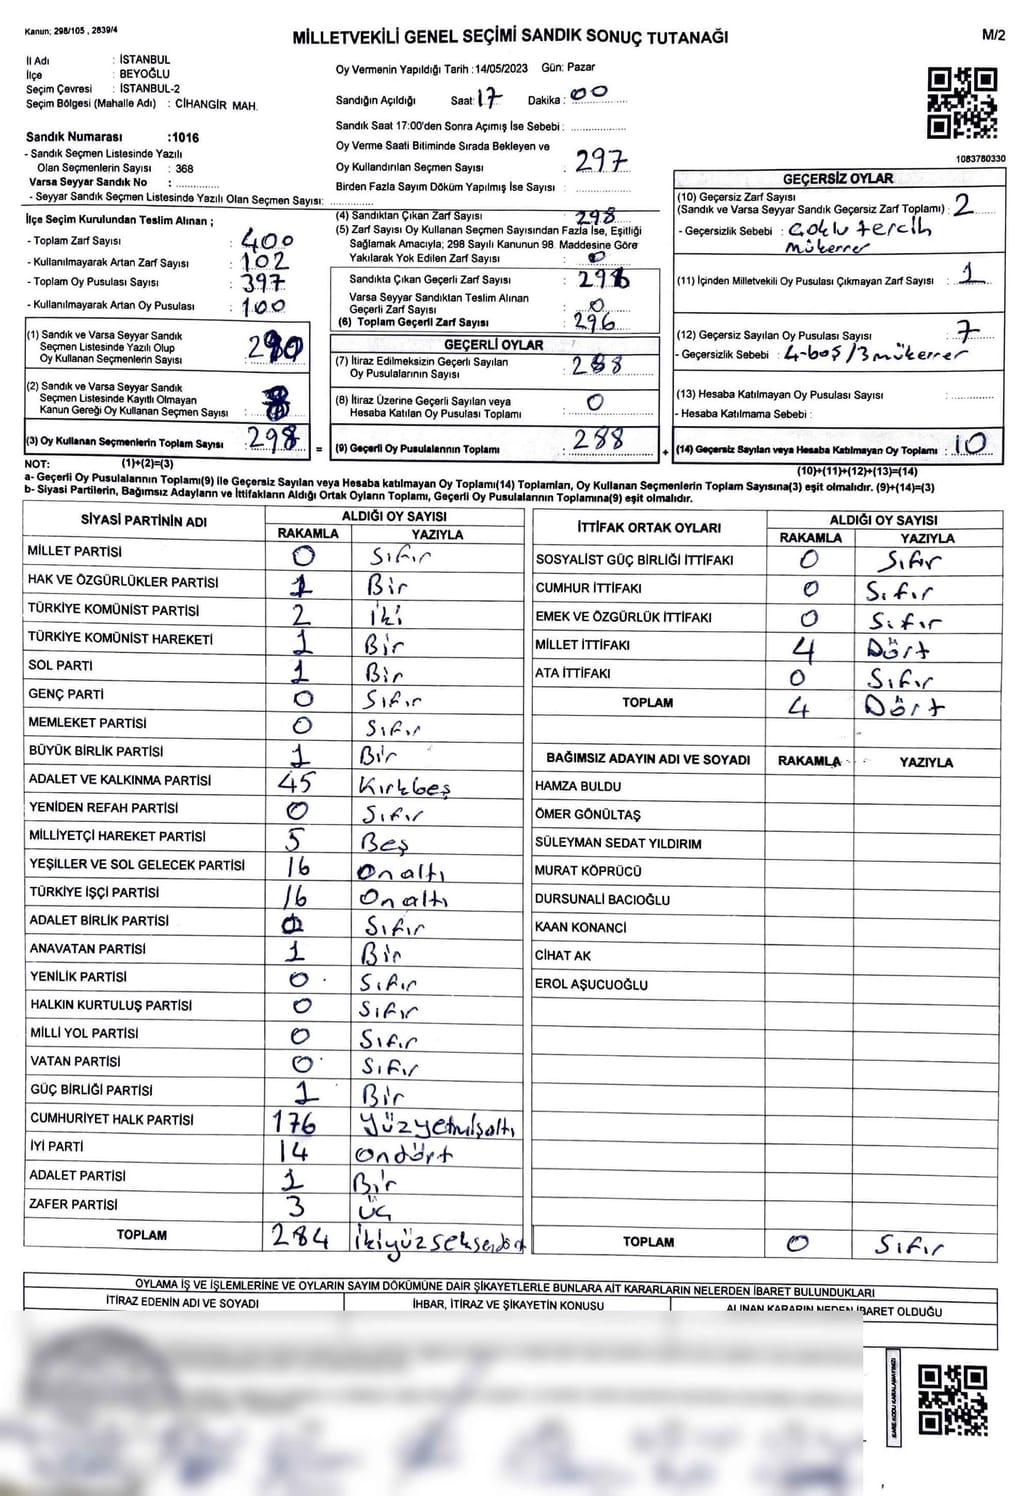 Kanun; 298/105 , 2839/4
MİLLETVEKİLİ GENEL SEÇİMİ SANDIK SONUÇ TUTANAĞI
M/2
İl Adı : İSTANBUL
İlçe : BEYOĞLU
Seçim Çevresi : İSTANBUL-2
Seçim Bölgesi (Mahalle Adı) : CİHANGİR MAH.
Sandık Numarası :1016
- Sandık Seçmen Listesinde Yazılı
Olan Seçmenlerin Sayısı : 368
Varsa Seyyar Sandık No :
- Seyyar Sandık Seçmen Listesinde Yazılı Olan Seçmen Sayısı:
İlçe Seçim Kurulundan Teslim Alınan ;
- Toplam Zarf Sayısı : 400
- Kullanılmayarak Artan Zarf Sayısı : 102
- Toplam Oy Pusulası Sayısı : 397
- Kullanılmayarak Artan Oy Pusulası : 100
(1) Sandık ve Varsa Seyyar Sandık
Seçmen Listesinde Yazılı Olup
Oy Kullanan Seçmenlerin Sayısı : 290
(2) Sandık ve Varsa Seyyar Sandık
Seçmen Listesinde Kayıtlı Olmayan
Kanun Gereği Oy Kullanan Seçmen Sayısı : 8
(3) Oy Kullanan Seçmenlerin Toplam Sayısı : 298 =
Oy Vermenin Yapıldığı Tarih :14/05/2023 Gün: Pazar
Sandığın Açıldığı Saat: 17 Dakika : 00
Sandık Saat 17:00'den Sonra Açımış İse Sebebi :
Oy Verme Saati Bitiminde Sırada Bekleyen ve
Oy Kullandırılan Seçmen Sayısı : 297
Birden Fazla Sayım Döküm Yapılmış İse Sayısı :
(4) Sandıktan Çıkan Zarf Sayısı : 298
(5) Zarf Sayısı Oy Kullanan Seçmen Sayısından Fazla İse, Eşitliği
Sağlamak Amacıyla; 298 Sayılı Kanunun 98. Maddesine Göre
Yakılarak Yok Edilen Zarf Sayısı : 0
Sandıkta Çıkan Geçerli Zarf Sayısı : 296
Varsa Seyyar Sandıktan Teslim Alınan
Geçerli Zarf Sayısı : 0
(6) Toplam Geçerli Zarf Sayısı : 296
GEÇERLİ OYLAR
(7) İtiraz Edilmeksizin Geçerli Sayılan
Oy Pusulalarının Sayısı : 288
(8) İtiraz Üzerine Geçerli Sayılan veya
Hesaba Katılan Oy Pusulası Toplamı : 0
(9) Geçerli Oy Pusulalarının Toplamı : 288 +
1083780330
GEÇERSİZ OYLAR
(10) Geçersiz Zarf Sayısı
(Sandık ve Varsa Seyyar Sandık Geçersiz Zarf Toplamı) : 2
- Geçersizlik Sebebi : Çoklu tercih
mükerrer
(11) İçinden Milletvekili Oy Pusulası Çıkmayan Zarf Sayısı : 1
(12) Geçersiz Sayılan Oy Pusulası Sayısı : 7
- Geçersizlik Sebebi : 4-boş/3 mükerrer
(13) Hesaba Katılmayan Oy Pusulası Sayısı :
- Hesaba Katılmama Sebebi :
(14) Geçersiz Sayılan veya Hesaba Katılmayan Oy Toplamı : 10
NOT: (1)+(2)=(3) (10)+(11)+(12)+(13)=(14)
a- Geçerli Oy Pusulalarının Toplamı(9) ile Geçersiz Sayılan veya Hesaba katılmayan Oy Toplamı(14) Toplamları, Oy Kullanan Seçmenlerin Toplam Sayısına(3) eşit olmalıdır. (9)+(14)=(3)
b- Siyasi Partilerin, Bağımsız Adayların ve İttifakların Aldığı Ortak Oyların Toplamı, Geçerli Oy Pusulalarının Toplamına(9) eşit olmalıdır.
SİYASİ PARTİNİN ADI ALDIĞI OY SAYISI
RAKAMLA YAZIYLA
MİLLET PARTİSİ 0 Sıfır
HAK VE ÖZGÜRLÜKLER PARTİSİ 1 Bir
TÜRKİYE KOMÜNİST PARTİSİ 2 İki
TÜRKİYE KOMÜNİST HAREKETİ 1 Bir
SOL PARTİ 1 Bir
GENÇ PARTİ 0 Sıfır
MEMLEKET PARTİSİ 0 Sıfır
BÜYÜK BİRLİK PARTİSİ 1 Bir
ADALET VE KALKINMA PARTİSİ 45 Kırkbeş
YENİDEN REFAH PARTİSİ 0 Sıfır
MİLLİYETÇİ HAREKET PARTİSİ 5 Beş
YEŞİLLER VE SOL GELECEK PARTİSİ 16 Onaltı
TÜRKİYE İŞÇİ PARTİSİ 16 Onaltı
ADALET BİRLİK PARTİSİ 0 Sıfır
ANAVATAN PARTİSİ 1 Bir
YENİLİK PARTİSİ 0 Sıfır
HALKIN KURTULUŞ PARTİSİ 0 Sıfır
MİLLİ YOL PARTİSİ 0 Sıfır
VATAN PARTİSİ 0 Sıfır
GÜÇ BİRLİĞİ PARTİSİ 1 Bir
CUMHURİYET HALK PARTİSİ 176 Yüzyetmişaltı
İYİ PARTİ 14 Ondört
ADALET PARTİSİ 1 Bir
ZAFER PARTİSİ 3 Üç
TOPLAM 284 İkiyüzseksendört
İTTİFAK ORTAK OYLARI ALDIĞI OY SAYISI
RAKAMLA YAZIYLA
SOSYALİST GÜÇ BİRLİĞİ İTTİFAKI 0 Sıfır
CUMHUR İTTİFAKI 0 Sıfır
EMEK VE ÖZGÜRLÜK İTTİFAKI 0 Sıfır
MİLLET İTTİFAKI 4 Dört
ATA İTTİFAKI 0 Sıfır
TOPLAM 4 Dört
BAĞIMSIZ ADAYIN ADI VE SOYADI RAKAMLA YAZIYLA
HAMZA BULDU
ÖMER GÖNÜLTAŞ
SÜLEYMAN SEDAT YILDIRIM
MURAT KÖPRÜCÜ
DURSUNALİ BACIOĞLU
KAAN KONANCİ
CİHAT AK
EROL AŞUCUOĞLU
TOPLAM 0 Sıfır
OYLAMA İŞ VE İŞLEMLERİNE VE OYLARIN SAYIM DÖKÜMÜNE DAİR ŞİKAYETLERLE BUNLARA AİT KARARLARIN NELERDEN İBARET BULUNDUKLARI
İTİRAZ EDENİN ADI VE SOYADI İHBAR, İTİRAZ VE ŞİKAYETİN KONUSU ALINAN KARARIN NEDEN İBARET OLDUĞU
KARE KODU KARALAMAYINIZ!